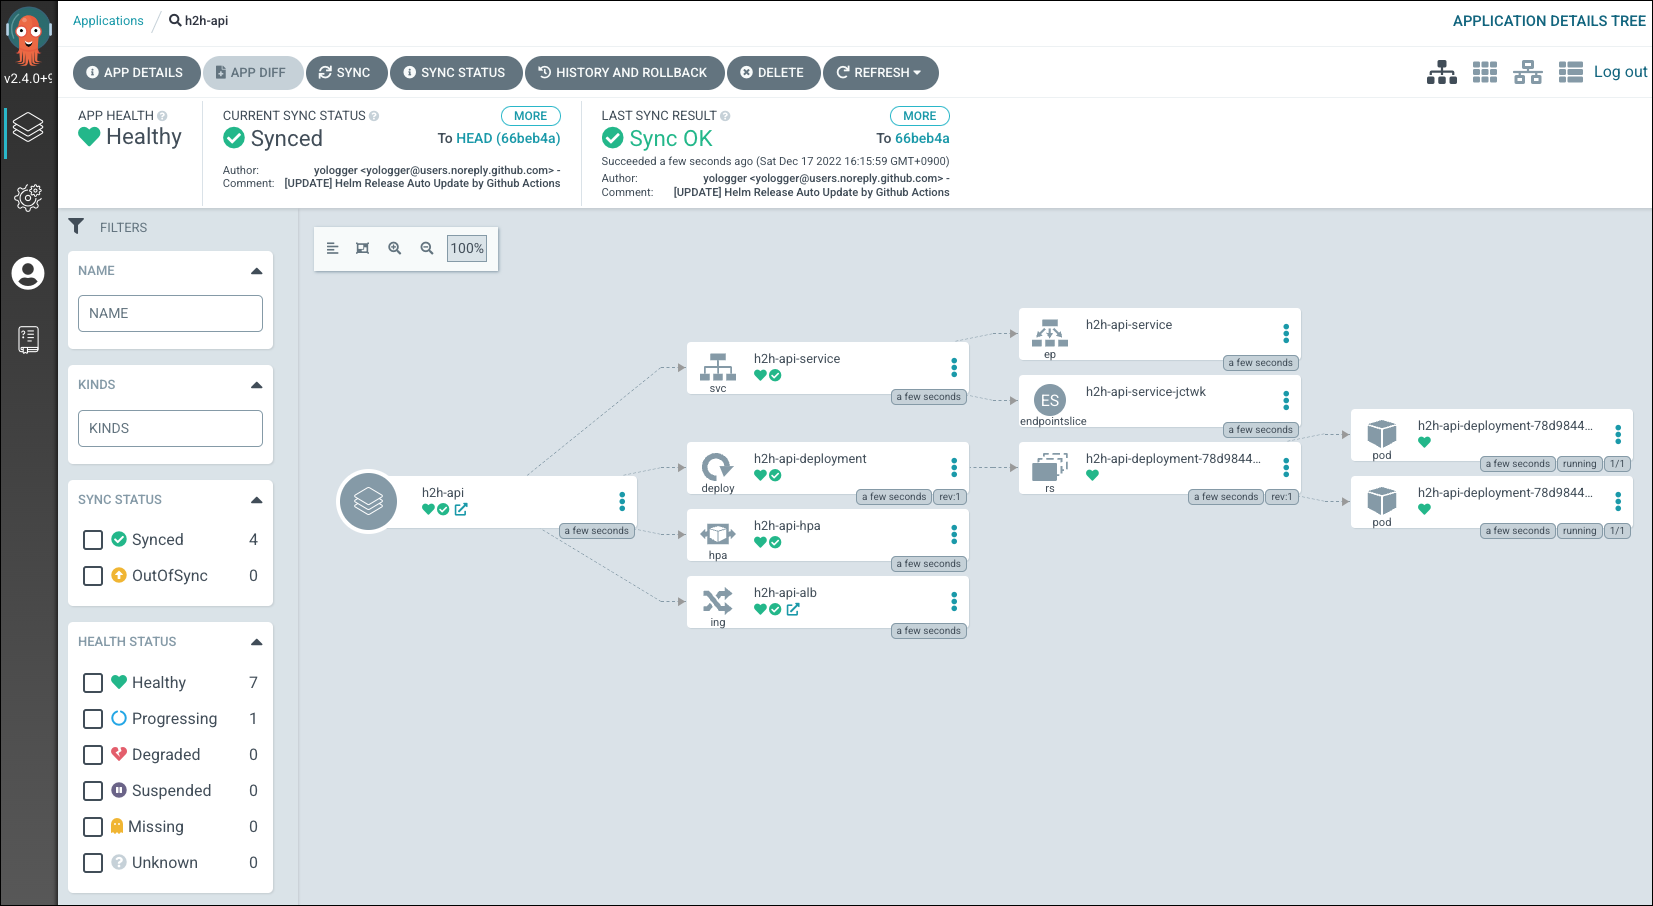 Applications / h2h-api
APPLICATION DETAILS TREE
v2.4.0+9
APP DETAILS
APP DIFF
SYNC
SYNC STATUS
HISTORY AND ROLLBACK
DELETE
REFRESH
Log out
APP HEALTH
Healthy
CURRENT SYNC STATUS
MORE
Synced
To HEAD (66beb4a)
Author: yologger <yologger@users.noreply.github.com> -
Comment: [UPDATE] Helm Release Auto Update by Github Actions
LAST SYNC RESULT
MORE
Sync OK
To 66beb4a
Succeeded a few seconds ago (Sat Dec 17 2022 16:15:59 GMT+0900)
Author: yologger <yologger@users.noreply.github.com> -
Comment: [UPDATE] Helm Release Auto Update by Github Actions
FILTERS
NAME
NAME
KINDS
KINDS
SYNC STATUS
Synced 4
OutOfSync 0
HEALTH STATUS
Healthy 7
Progressing 1
Degraded 0
Suspended 0
Missing 0
Unknown 0
100%
h2h-api
a few seconds
h2h-api-service
svc
a few seconds
h2h-api-deployment
deploy
a few seconds
rev:1
h2h-api-hpa
hpa
a few seconds
h2h-api-alb
ing
a few seconds
h2h-api-service
ep
a few seconds
ES
h2h-api-service-jctwk
endpointslice
a few seconds
h2h-api-deployment-78d9844...
rs
a few seconds
rev:1
h2h-api-deployment-78d9844...
pod
a few seconds
running
1/1
h2h-api-deployment-78d9844...
pod
a few seconds
running
1/1